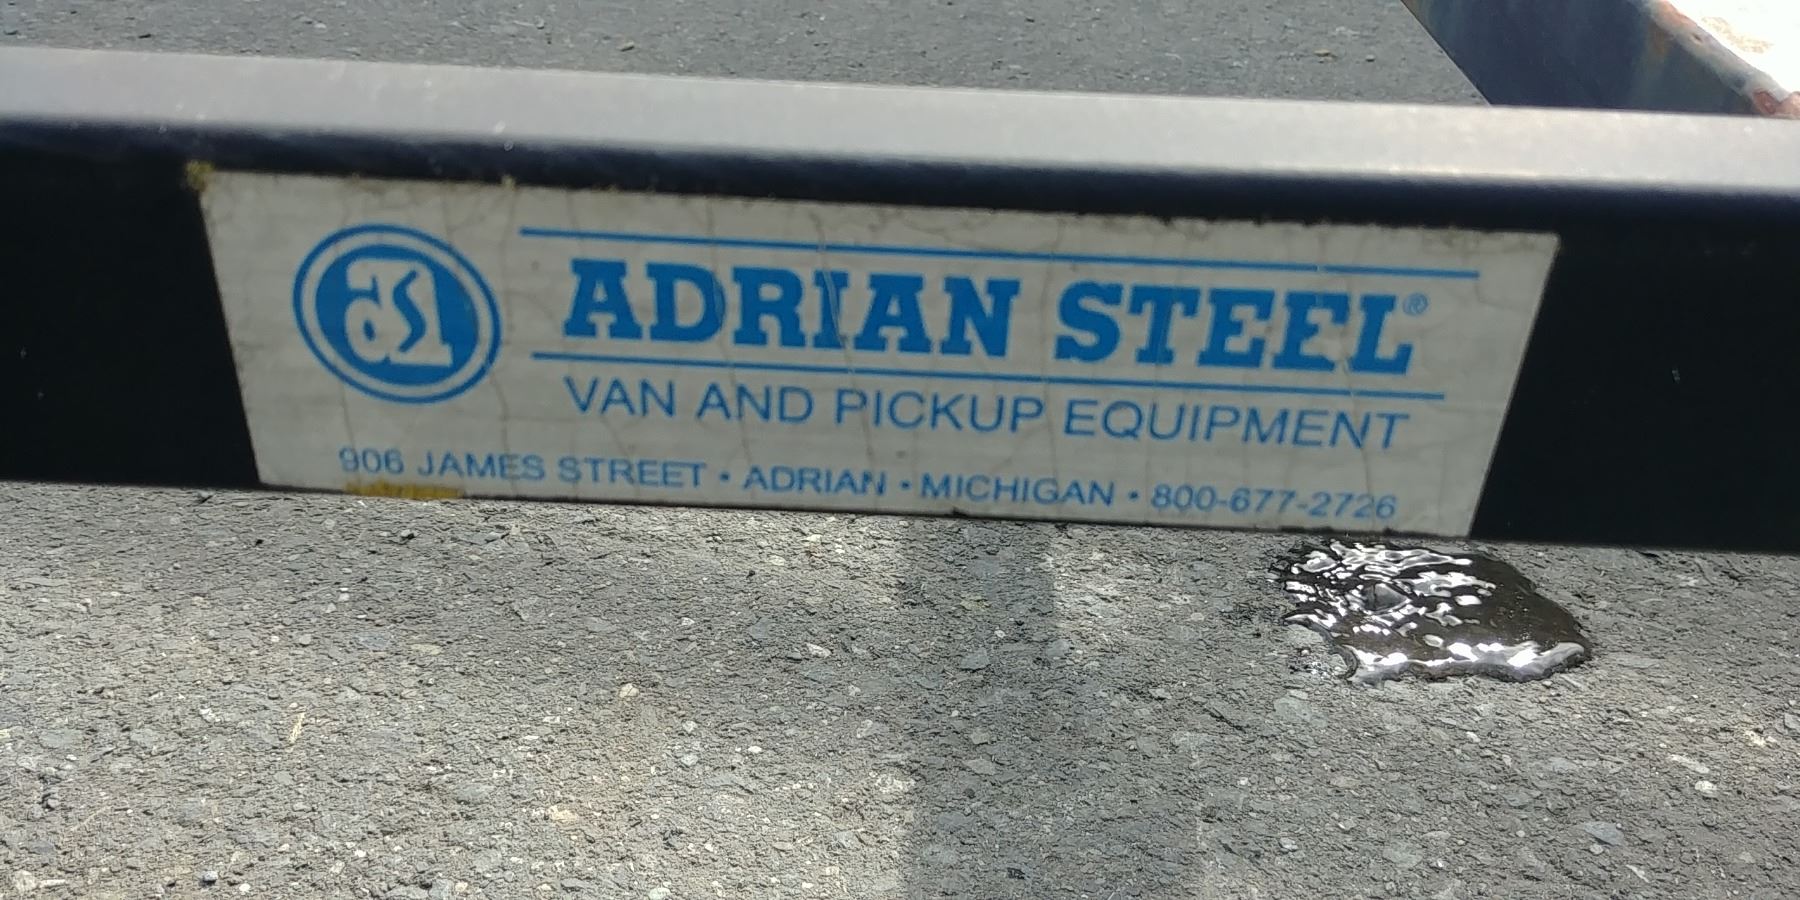 ADRIAN STEEL®
VAN AND PICKUP EQUIPMENT
906 JAMES STREET • ADRIAN • MICHIGAN • 800-677-2726